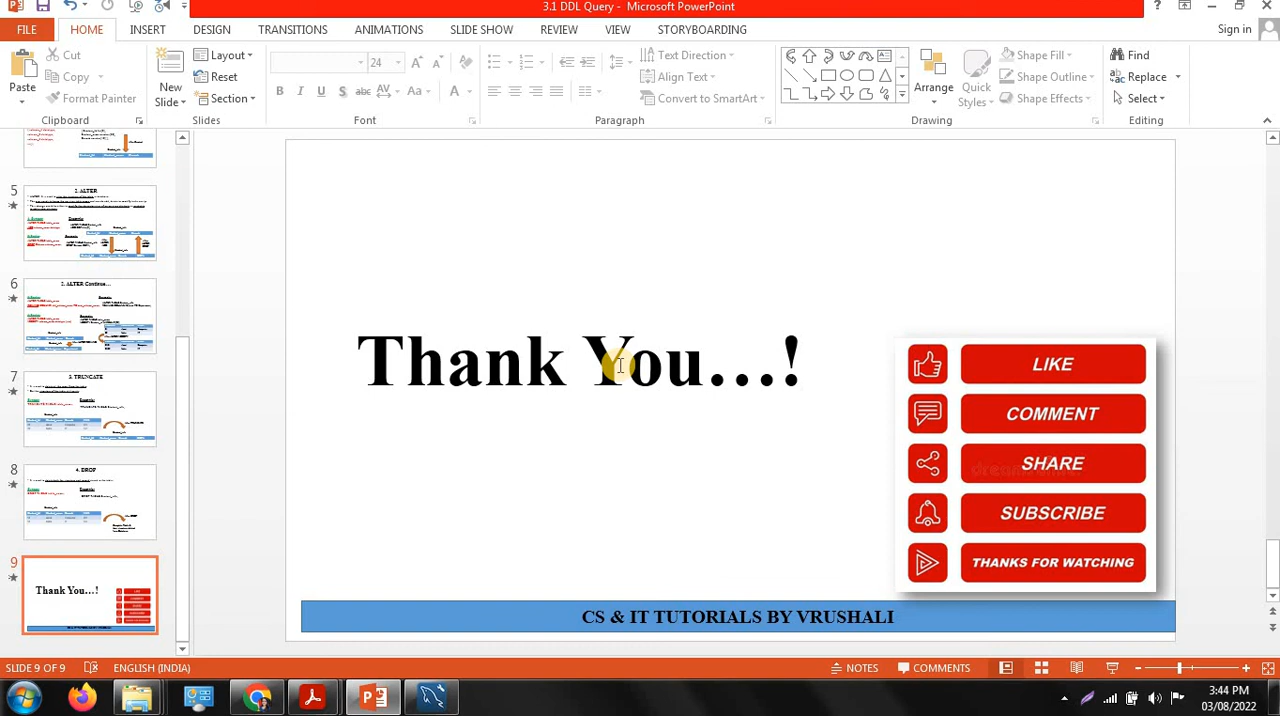 3.1 DDL Query - Microsoft PowerPoint
FILE HOME INSERT DESIGN TRANSITIONS ANIMATIONS SLIDE SHOW REVIEW VIEW STORYBOARDING Sign in
Paste
Cut
Copy
Format Painter
Clipboard
New Slide
Layout
Reset
Section
Slides
24
Font
Text Direction
Align Text
Convert to SmartArt
Paragraph
Arrange
Quick Styles
Shape Fill
Shape Outline
Shape Effects
Drawing
Find
Replace
Select
Editing
5
2. ALTER
6
2. ALTER Continue...
7
3. TRUNCATE
8
4. DROP
9
Thank You...!
Thank You...!
LIKE
COMMENT
SHARE
SUBSCRIBE
THANKS FOR WATCHING
CS & IT TUTORIALS BY VRUSHALI
SLIDE 9 OF 9 ENGLISH (INDIA) NOTES COMMENTS
3:44 PM
03/08/2022